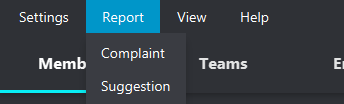 Settings Report View Help
Complaint
Teams
Suggestion